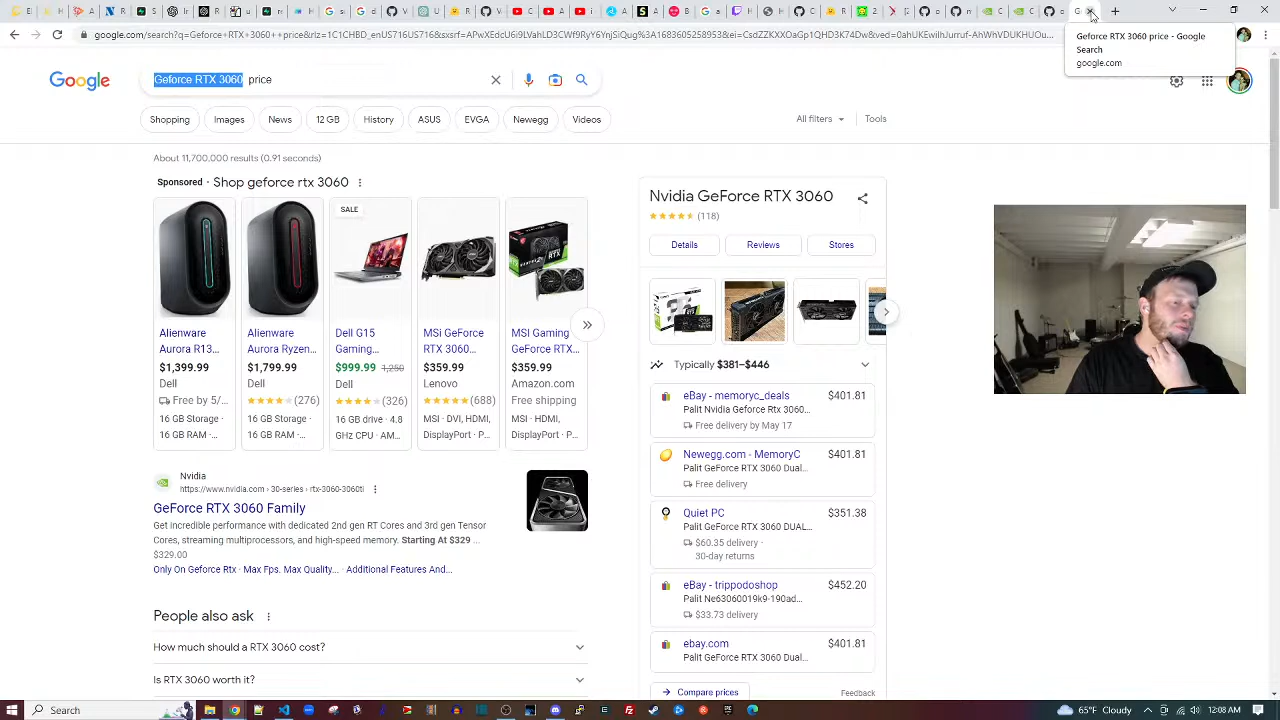 google.com/search?q=Geforce+RTX+3060++price&rlz=1C1CHBD_enUS716US716&sxsrf=
Geforce RTX 3060 price - Google
Search
google.com
Google
Geforce RTX 3060 price
Shopping
Images
News
12 GB
History
ASUS
EVGA
Newegg
Videos
All filters
Tools
About 11,700,000 results (0.91 seconds)
Sponsored · Shop geforce rtx 3060
Alienware
Aurora R13...
$1,399.99
Dell
Free by 5/...
16 GB Storage ·
16 GB RAM ·...
Alienware
Aurora Ryzen...
$1,799.99
Dell
(276)
16 GB Storage ·
16 GB RAM ·...
SALE
Dell G15
Gaming...
$999.99 1,250
Dell
(326)
16 GB drive · 4.8
GHz CPU · AM...
MSI GeForce
RTX 3060...
$359.99
Lenovo
(688)
MSI · DVI, HDMI,
DisplayPort · P...
MSI Gaming
GeForce RTX...
$359.99
Amazon.com
Free shipping
MSI · HDMI,
DisplayPort · P...
Nvidia
https://www.nvidia.com › 30-series › rtx-3060-3060ti
GeForce RTX 3060 Family
Get incredible performance with dedicated 2nd gen RT Cores and 3rd gen Tensor
Cores, streaming multiprocessors, and high-speed memory. Starting At $329 ...
$329.00
Only On Geforce Rtx · Max Fps. Max Quality... · Additional Features And...
People also ask
How much should a RTX 3060 cost?
Is RTX 3060 worth it?
Nvidia GeForce RTX 3060
(118)
Details
Reviews
Stores
Typically $381–$446
eBay - memoryc_deals $401.81
Palit Nvidia Geforce Rtx 3060...
Free delivery by May 17
Newegg.com - MemoryC $401.81
Palit GeForce RTX 3060 Dual...
Free delivery
Quiet PC $351.38
Palit GeForce RTX 3060 DUAL...
$60.35 delivery ·
30-day returns
eBay - trippodoshop $452.20
Palit Ne63060019k9-190ad...
$33.73 delivery
ebay.com $401.81
Palit GeForce RTX 3060 Dual...
Compare prices
Feedback
Search
65°F Cloudy
12:08 AM